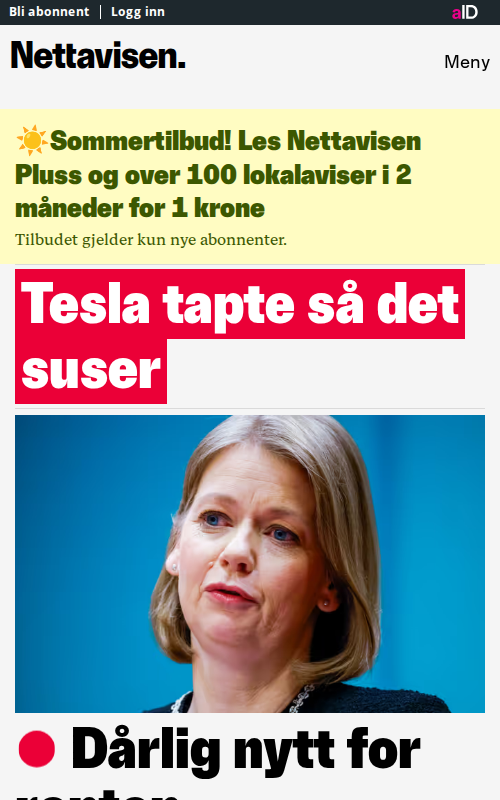 Bli abonnent
Logg inn
aID
Nettavisen.
Meny
Sommertilbud! Les Nettavisen
Pluss og over 100 lokalaviser i 2
måneder for 1 krone
Tilbudet gjelder kun nye abonnenter.
Tesla tapte så det
suser
Dårlig nytt for
renten